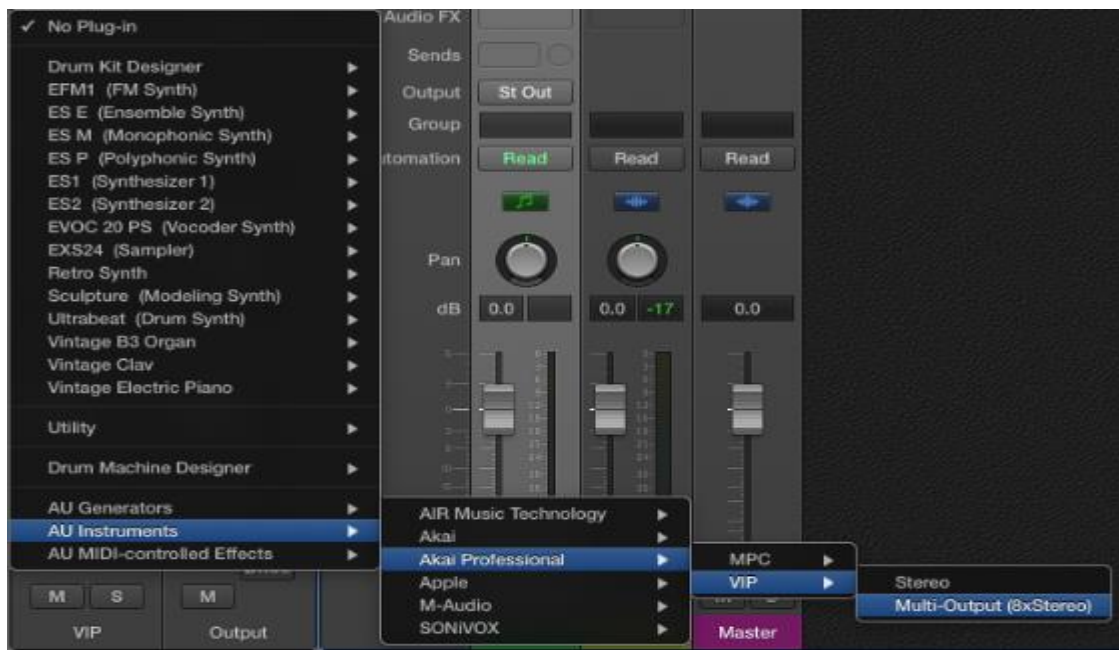 ✓ No Plug-in
Drum Kit Designer
EFM1 (FM Synth)
ES E (Ensemble Synth)
ES M (Monophonic Synth)
ES P (Polyphonic Synth)
ES1 (Synthesizer 1)
ES2 (Synthesizer 2)
EVOC 20 PS (Vocoder Synth)
EXS24 (Sampler)
Retro Synth
Sculpture (Modeling Synth)
Ultrabeat (Drum Synth)
Vintage B3 Organ
Vintage Clav
Vintage Electric Piano
Utility
Drum Machine Designer
AU Generators
AU Instruments
AU MIDI-controlled Effects
Audio FX
Sends
Output St Out
Group
tomation Read Read Read
Pan
dB 0.0 0.0 -17 0.0
AIR Music Technology
Akai
Akai Professional
Apple
M-Audio
SONiVOX
MPC
VIP
Stereo
Multi-Output (8xStereo)
M S M
VIP Output Master